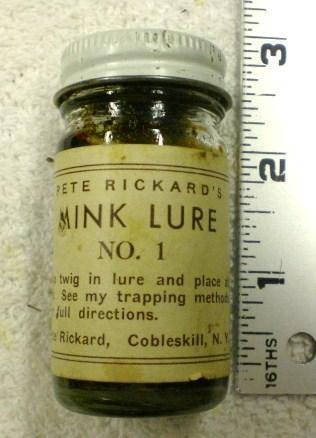 PETE RICKARD'S
MINK LURE
NO. 1
twig in lure and place
See my trapping method
full directions.
Rickard, Cobleskill, N. Y.
3
2
1
16THS